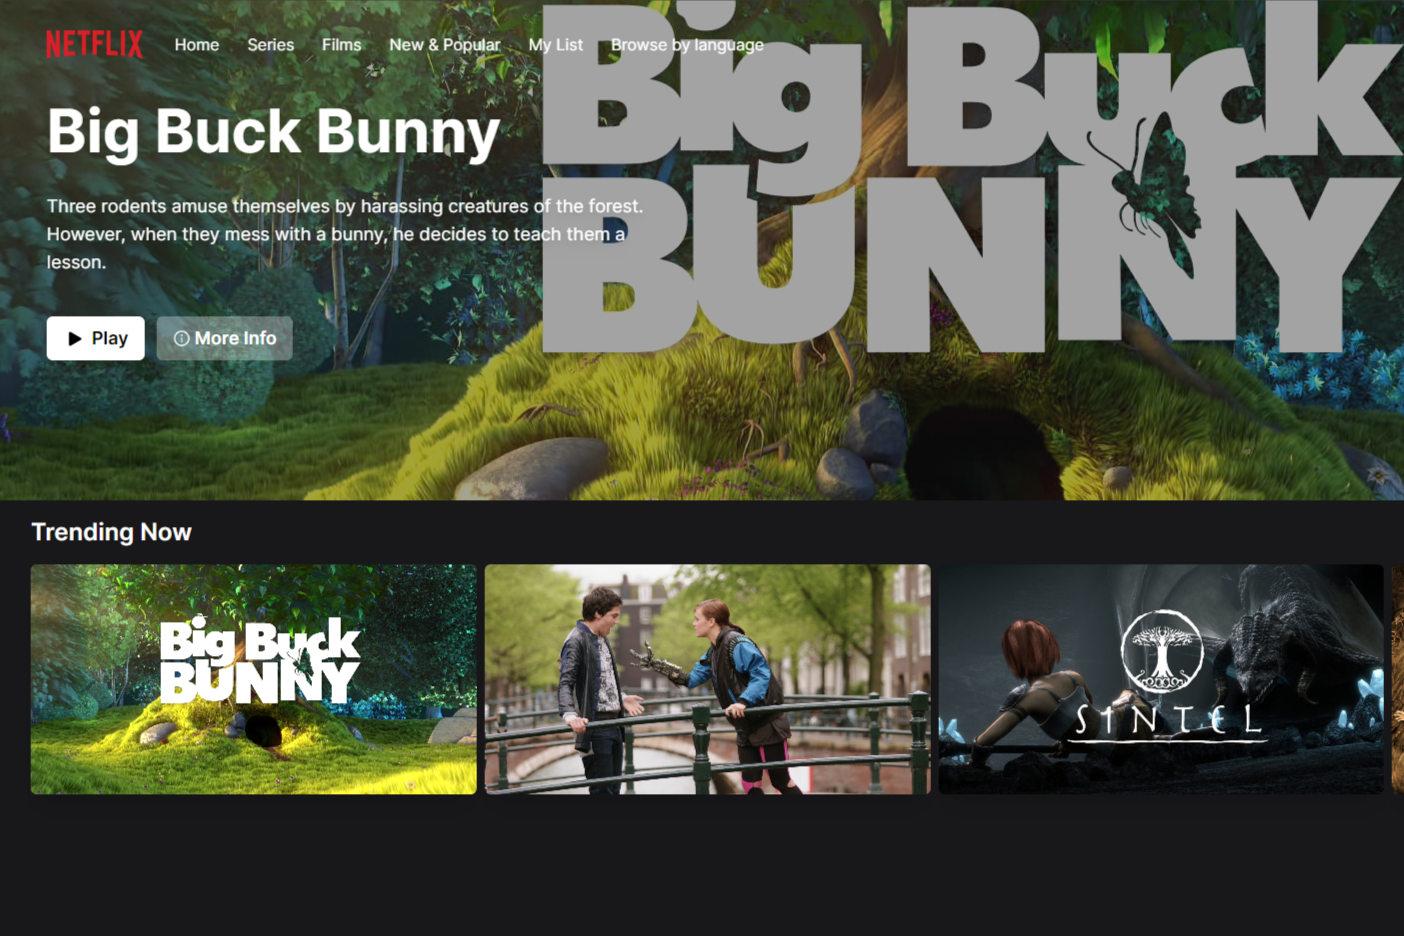 NETFLIX Home Series Films New & Popular My List Browse by language
Big Buck
BUNNY
Big Buck Bunny
Three rodents amuse themselves by harassing creatures of the forest.
However, when they mess with a bunny, he decides to teach them a
lesson.
Play More Info
Trending Now
Big Buck
BUNNY
SINTEL